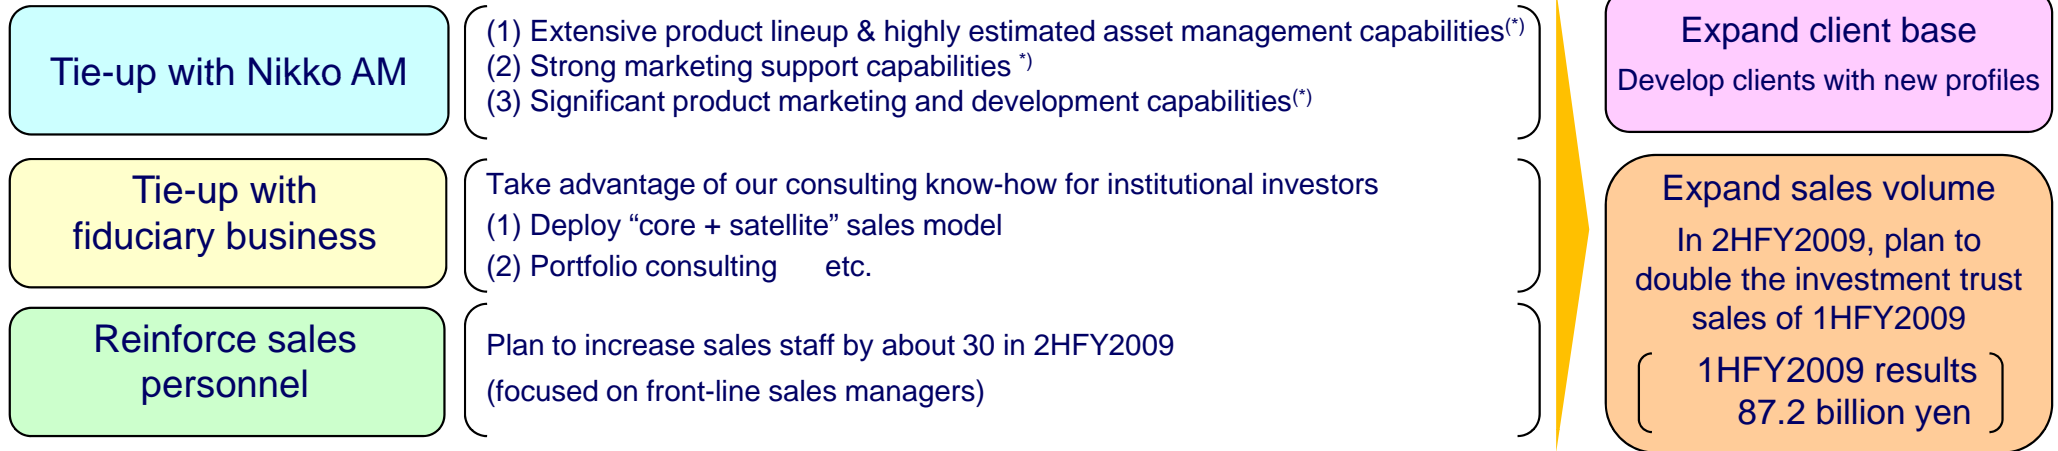 Tie-up with Nikko AM
(1) Extensive product lineup & highly estimated asset management capabilities(*)
(2) Strong marketing support capabilities *)
(3) Significant product marketing and development capabilities(*)
Expand client base
Develop clients with new profiles
Tie-up with
fiduciary business
Take advantage of our consulting know-how for institutional investors
(1) Deploy “core + satellite” sales model
(2) Portfolio consulting etc.
Reinforce sales
personnel
Plan to increase sales staff by about 30 in 2HFY2009
(focused on front-line sales managers)
Expand sales volume
In 2HFY2009, plan to
double the investment trust
sales of 1HFY2009
1HFY2009 results
87.2 billion yen